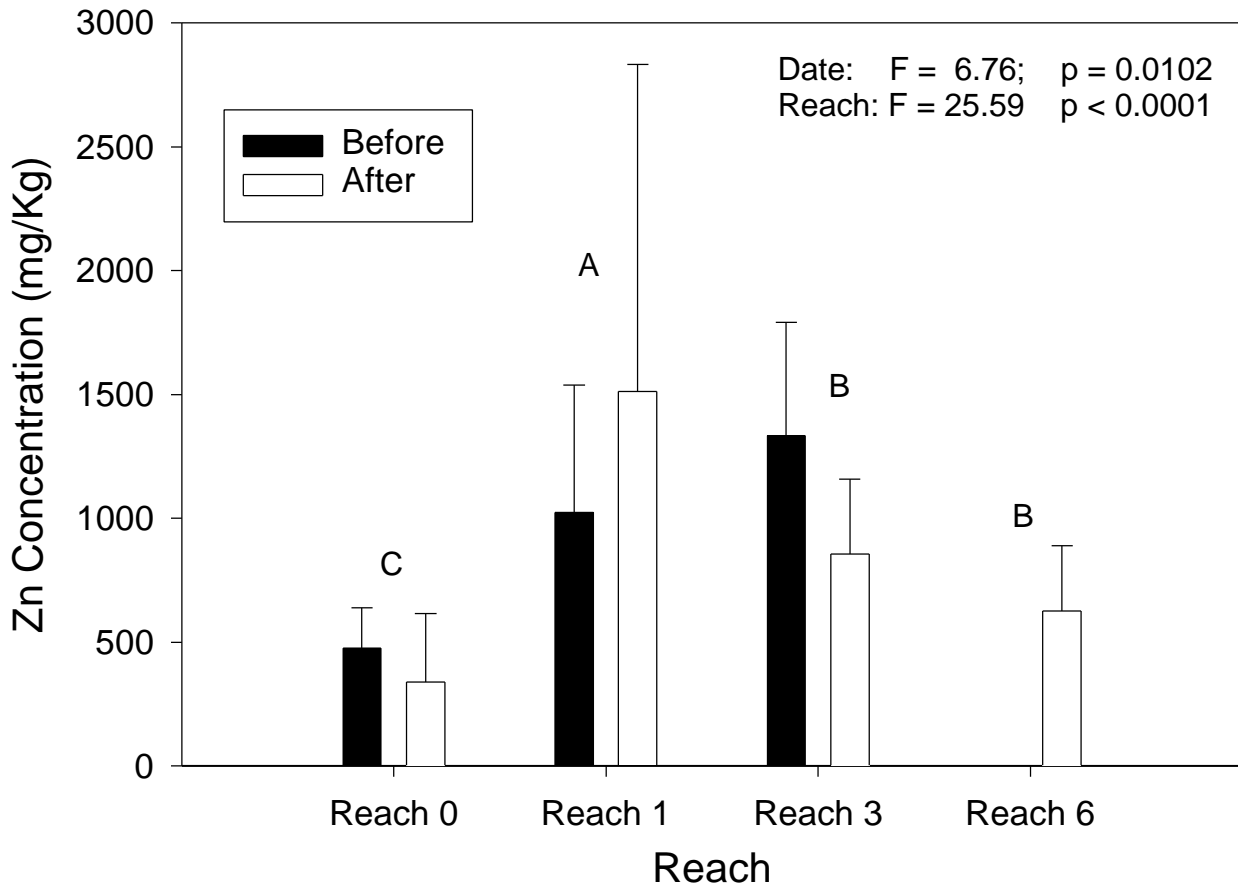 3000
2500
2000
1500
1000
500
0
Zn Concentration (mg/Kg)
Date: F = 6.76; p = 0.0102
Reach: F = 25.59 p < 0.0001
Before
After
A
B
B
C
Reach 0 Reach 1 Reach 3 Reach 6
Reach